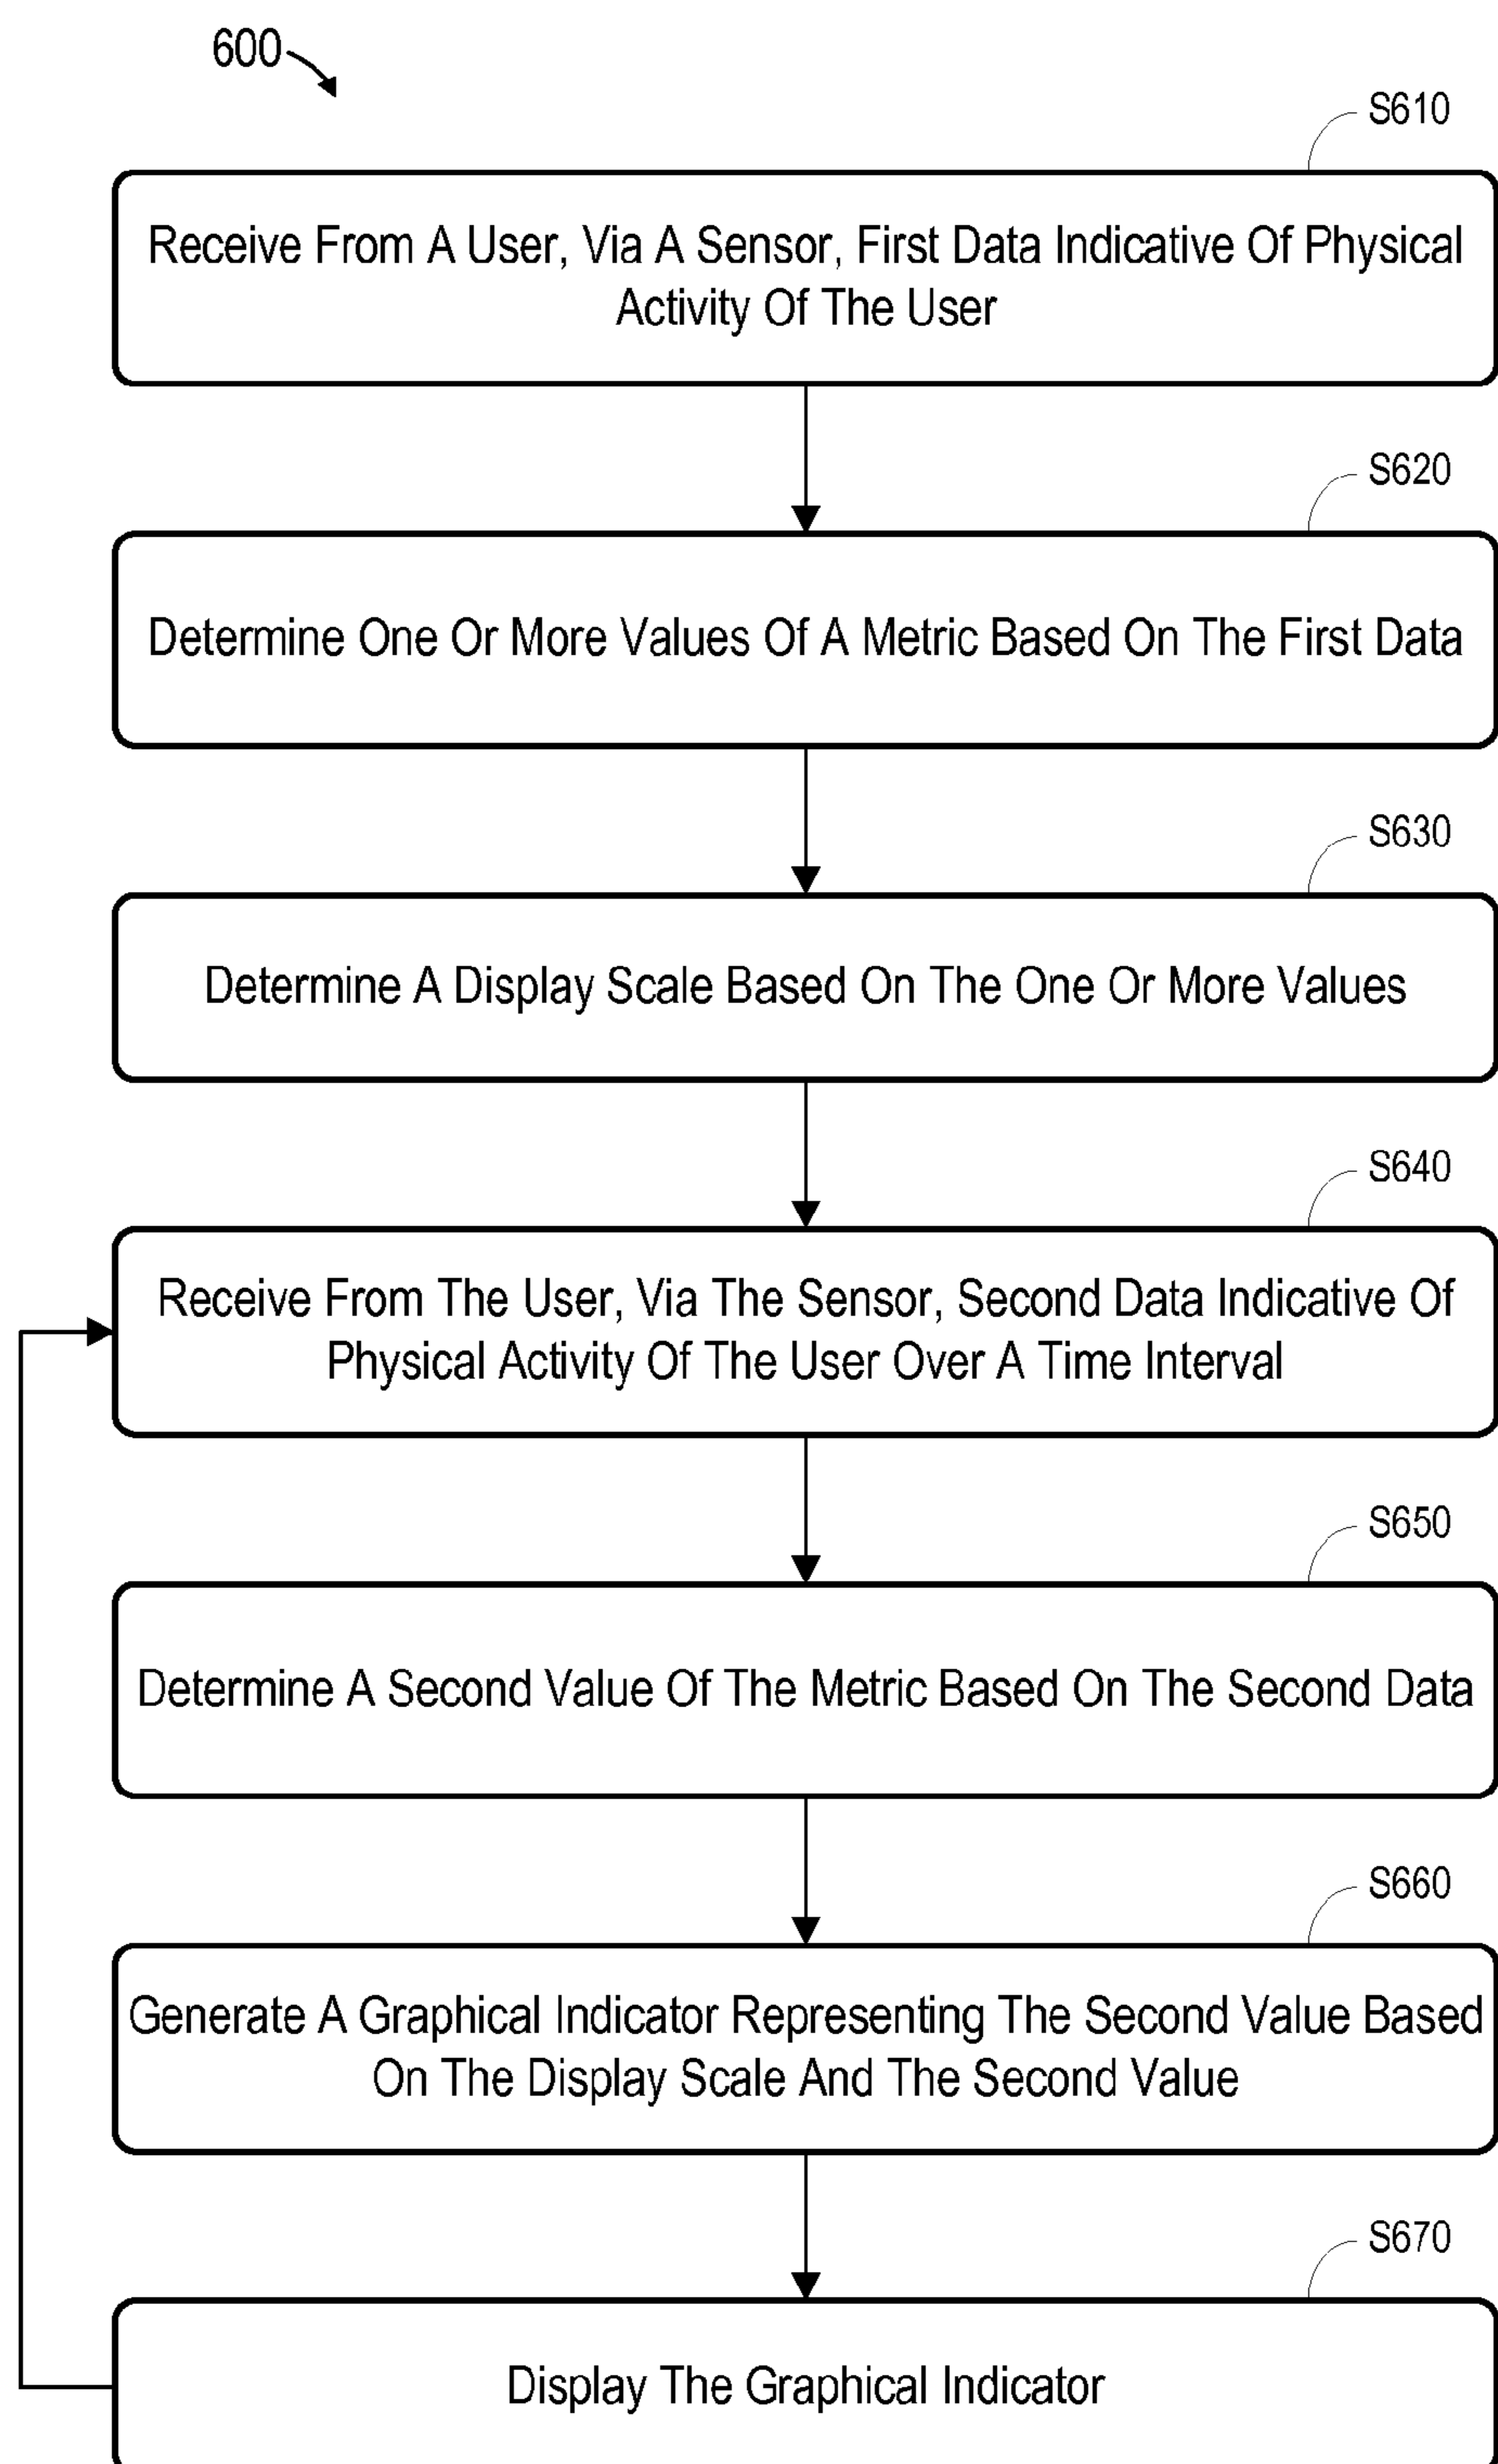 600
S610
Receive From A User, Via A Sensor, First Data Indicative Of Physical
Activity Of The User
S620
Determine One Or More Values Of A Metric Based On The First Data
S630
Determine A Display Scale Based On The One Or More Values
S640
Receive From The User, Via The Sensor, Second Data Indicative Of
Physical Activity Of The User Over A Time Interval
S650
Determine A Second Value Of The Metric Based On The Second Data
S660
Generate A Graphical Indicator Representing The Second Value Based
On The Display Scale And The Second Value
S670
Display The Graphical Indicator